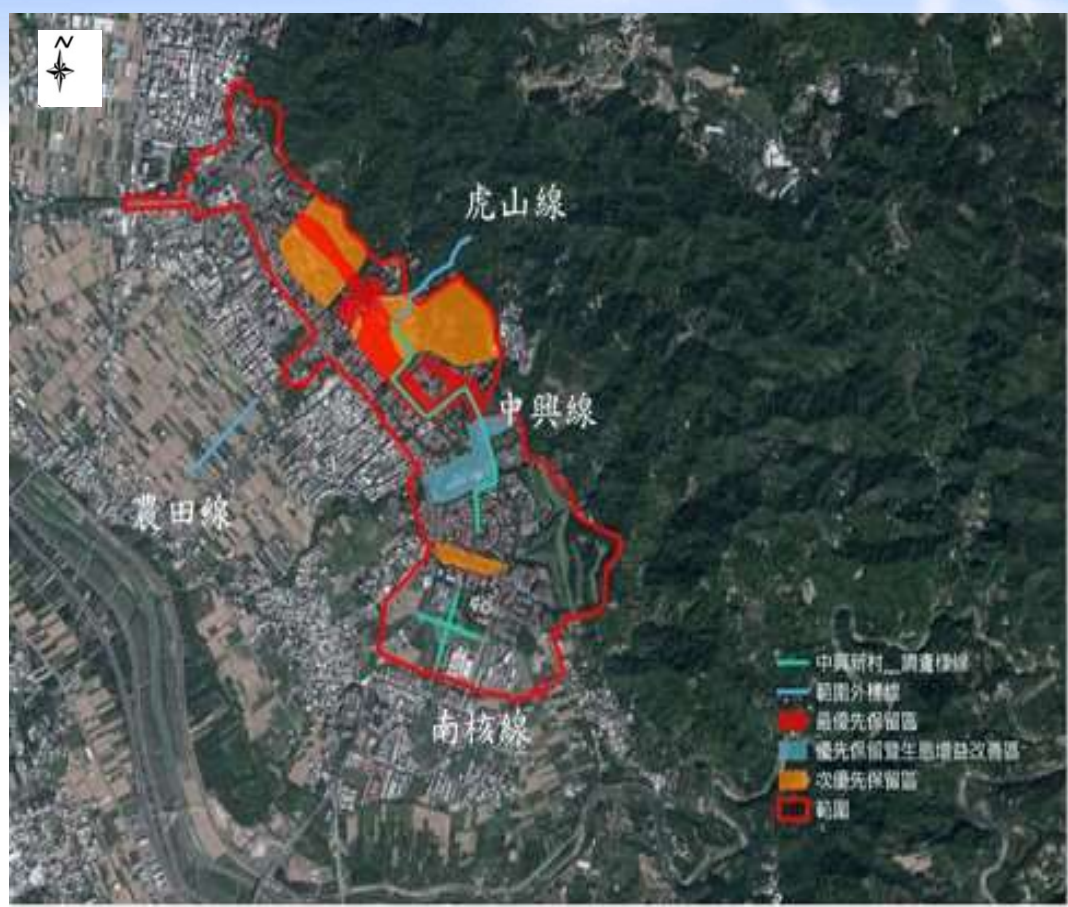 N
虎山線
中興線
農田線
南核線
中興新村__調查樣線
範圍外樣線
最優先保留區
優先保留暨生態增益改善區
次優先保留區
範圍